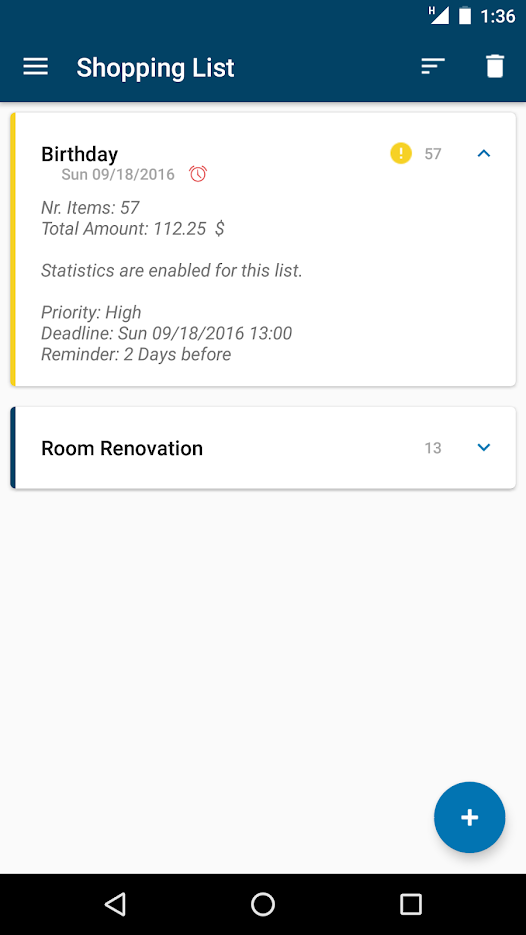 H
1:36
Shopping List
Birthday
57
Sun 09/18/2016
Nr. Items: 57
Total Amount: 112.25 $
Statistics are enabled for this list.
Priority: High
Deadline: Sun 09/18/2016 13:00
Reminder: 2 Days before
Room Renovation
13